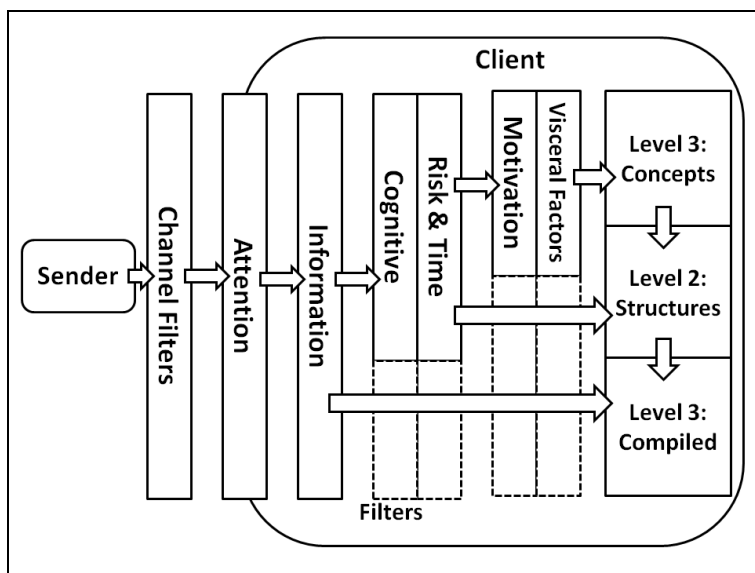 Client
Sender
Channel Filters
Attention
Information
Cognitive
Risk & Time
Motivation
Visceral Factors
Level 3:
Concepts
Level 2:
Structures
Level 3:
Compiled
Filters